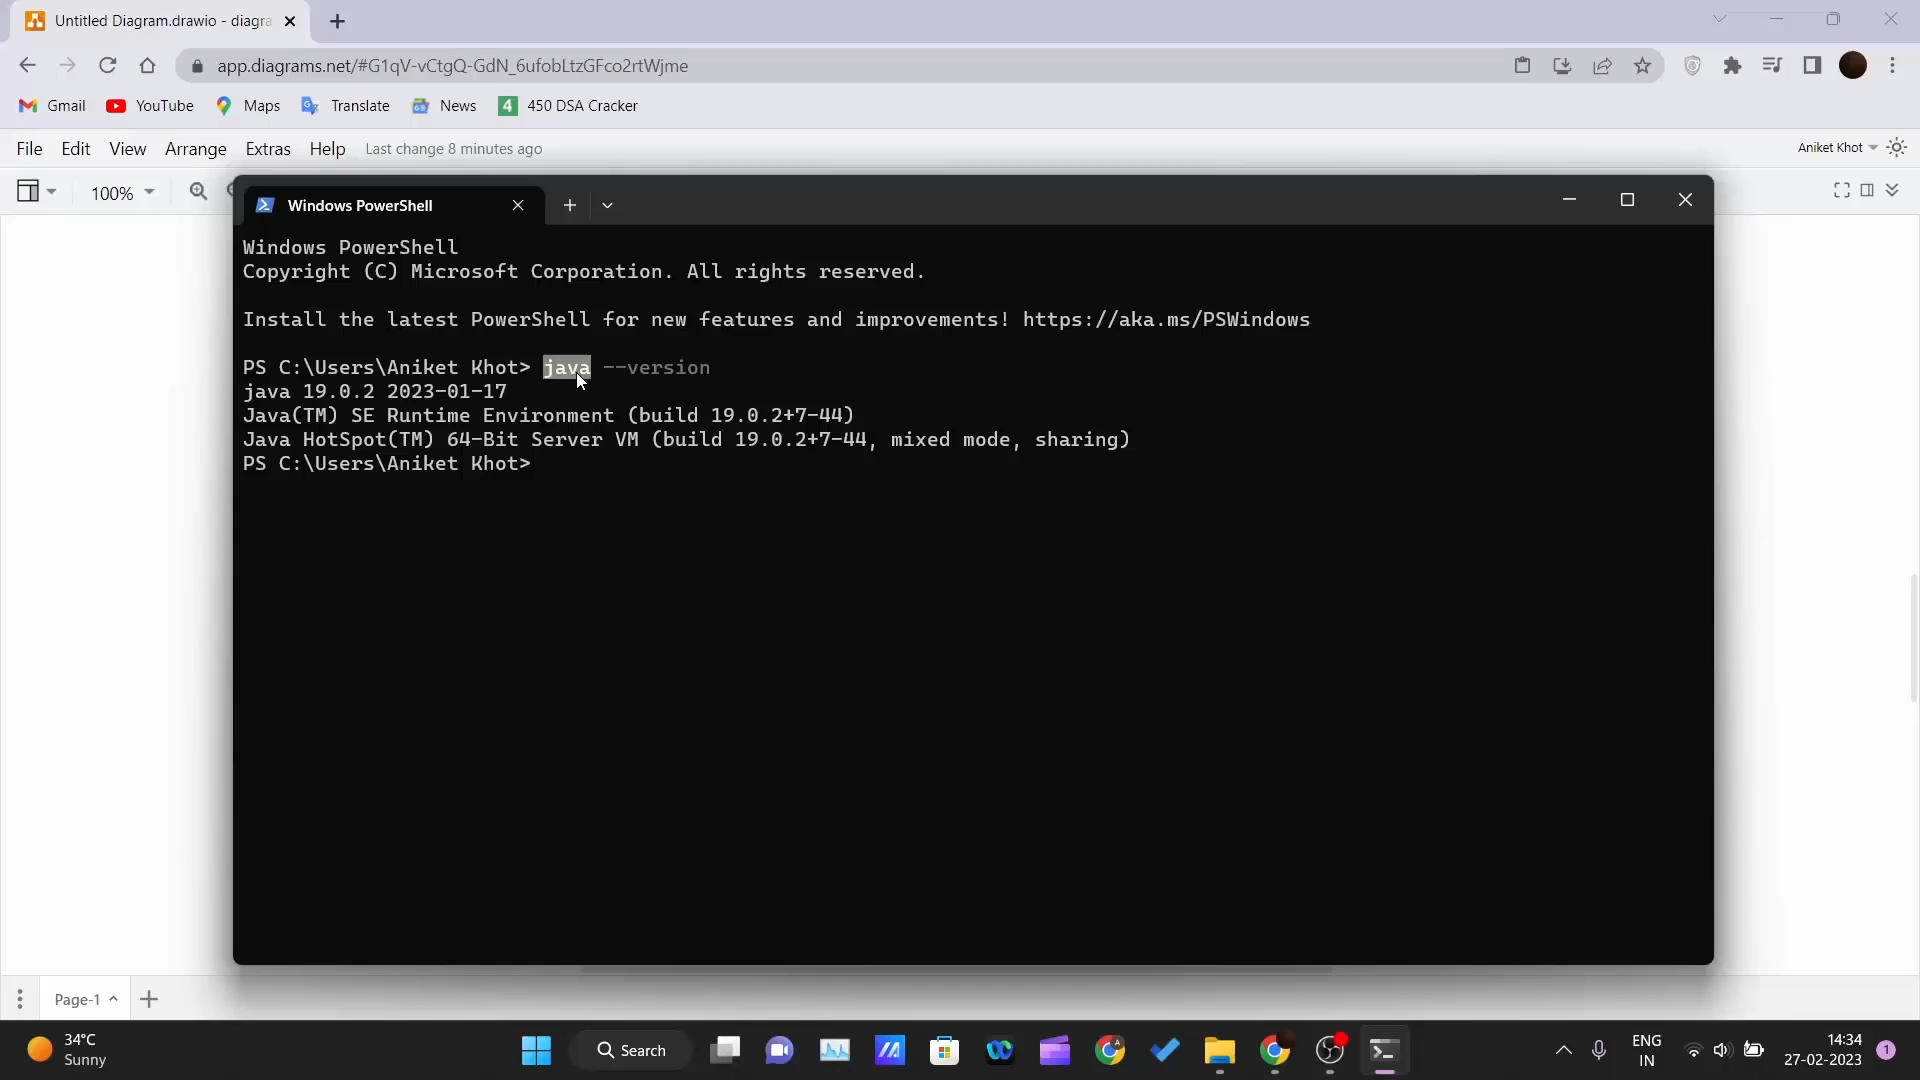 Untitled Diagram.drawio - diagra
app.diagrams.net/#G1qV-vCtgQ-GdN_6ufobLtzGFco2rtWjme
Gmail YouTube Maps Translate News 4 450 DSA Cracker
File Edit View Arrange Extras Help Last change 8 minutes ago Aniket Khot
100%
Windows PowerShell
Windows PowerShell
Copyright (C) Microsoft Corporation. All rights reserved.
Install the latest PowerShell for new features and improvements! https://aka.ms/PSWindows
PS C:\Users\Aniket Khot> java --version
java 19.0.2 2023-01-17
Java(TM) SE Runtime Environment (build 19.0.2+7-44)
Java HotSpot(TM) 64-Bit Server VM (build 19.0.2+7-44, mixed mode, sharing)
PS C:\Users\Aniket Khot>
Page-1
34°C
Sunny
Search
ENG
IN
14:34
27-02-2023
1